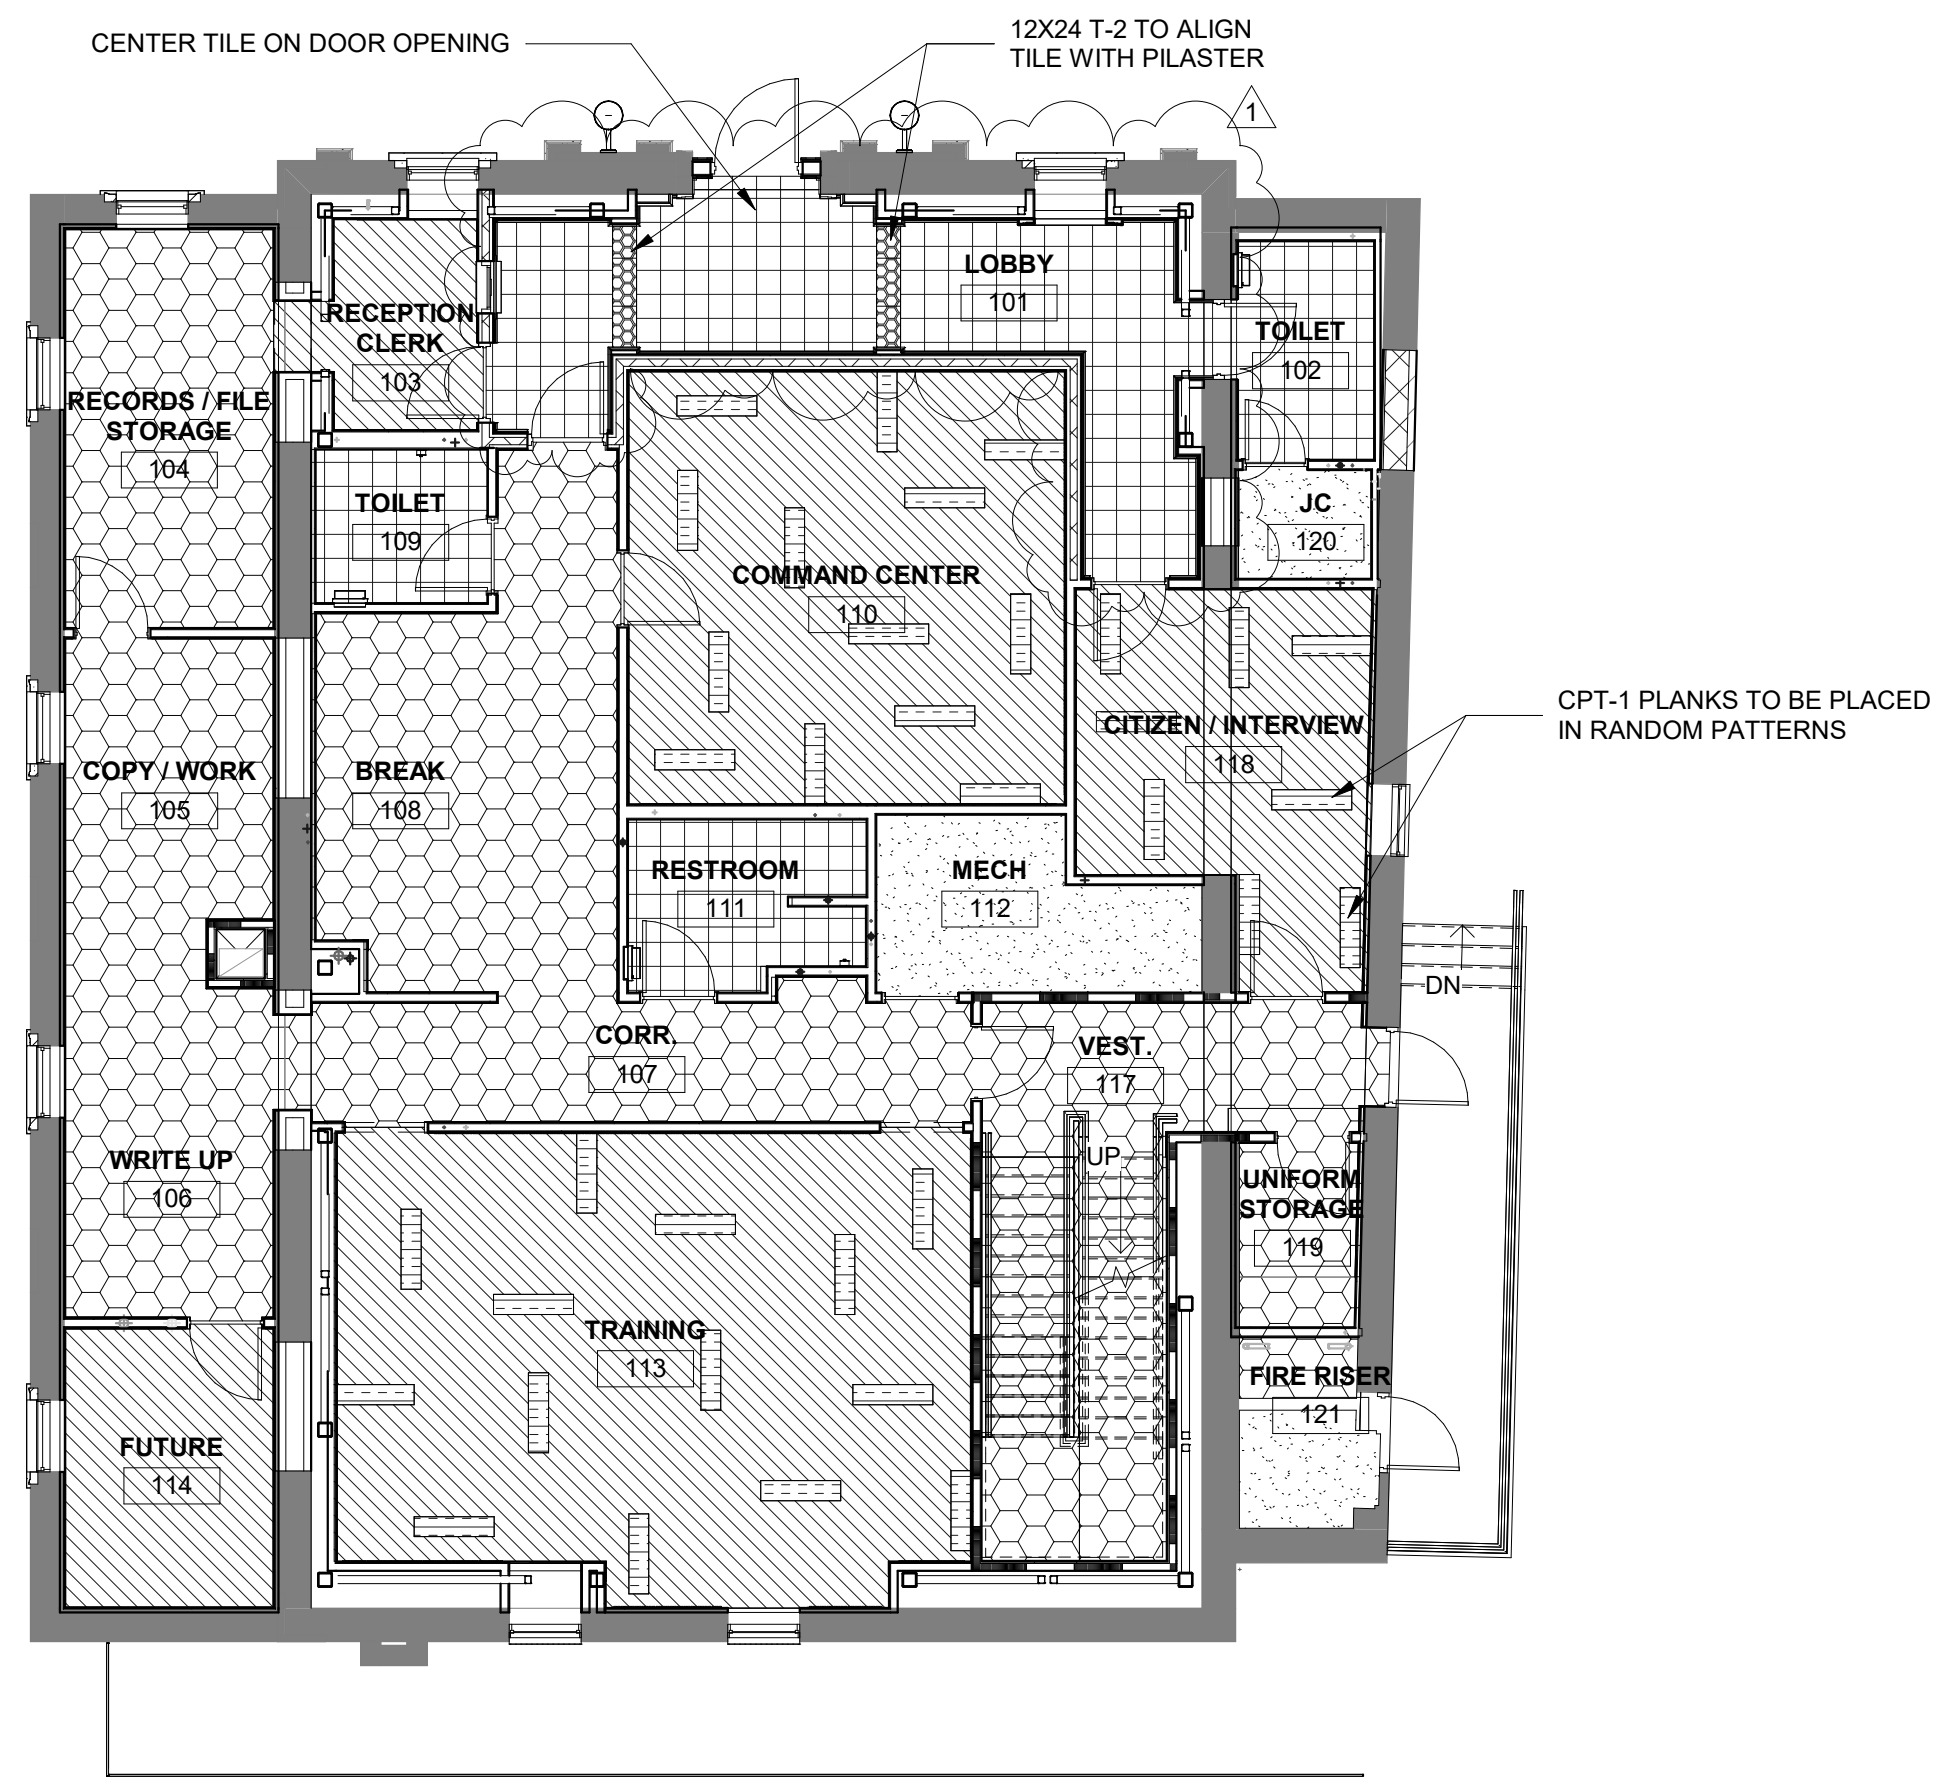 CENTER TILE ON DOOR OPENING
12X24 T-2 TO ALIGN
TILE WITH PILASTER
1
LOBBY
101
RECEPTION
CLERK
103
TOILET
102
RECORDS / FILE
STORAGE
104
TOILET
109
JC
120
COMMAND CENTER
110
CPT-1 PLANKS TO BE PLACED
IN RANDOM PATTERNS
CITIZEN / INTERVIEW
118
COPY / WORK
105
BREAK
108
RESTROOM
111
MECH
112
DN
CORR.
107
VEST.
117
UP
WRITE UP
106
UNIFORM
STORAGE
119
TRAINING
113
FIRE RISER
121
FUTURE
114